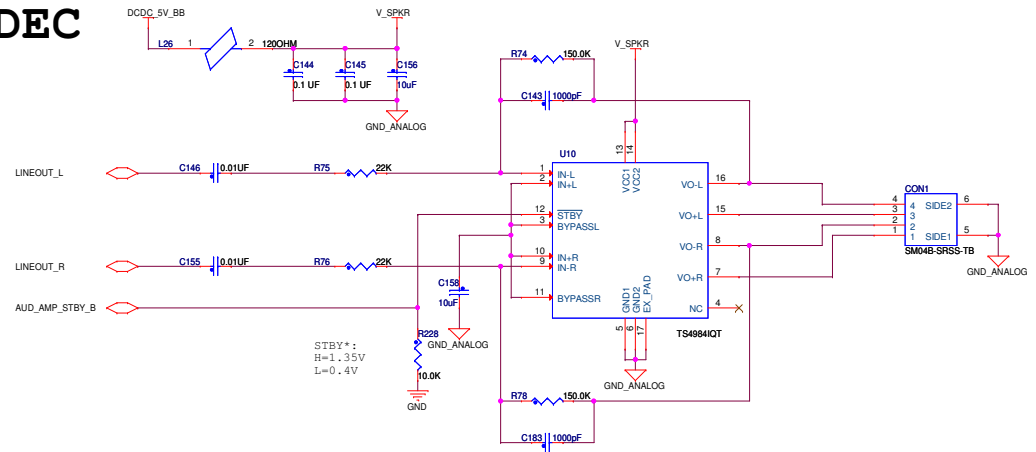 DEC
DCDC_5V_BB
V_SPKR
L26 1 2 120OHM
C144 C145 C156
0.1 UF 0.1 UF 10uF
GND_ANALOG
R74 150.0K
V_SPKR
C143 1000pF
U10
13 14
VCC1 VCC2
LINEOUT_L C146 0.01UF R75 22K
1 IN-L
2 IN+L
12 STBY
3 BYPASSL
10 IN+R
9 IN-R
11 BYPASSR
VO-L 16
VO+L 15
VO-R 8
VO+R 7
NC 4
GND1 GND2 EX_PAD
5 6 17
TS4984IQT
GND_ANALOG
CON1
4 4 SIDE2 6
3 3
2 2
1 1 SIDE1 5
SM04B-SRSS-TB
GND_ANALOG
LINEOUT_R C155 0.01UF R76 22K
C158
10uF
GND_ANALOG
AUD_AMP_STBY_B
R228
10.0K
GND
STBY*:
H=1.35V
L=0.4V
R78 150.0K
C183 1000pF